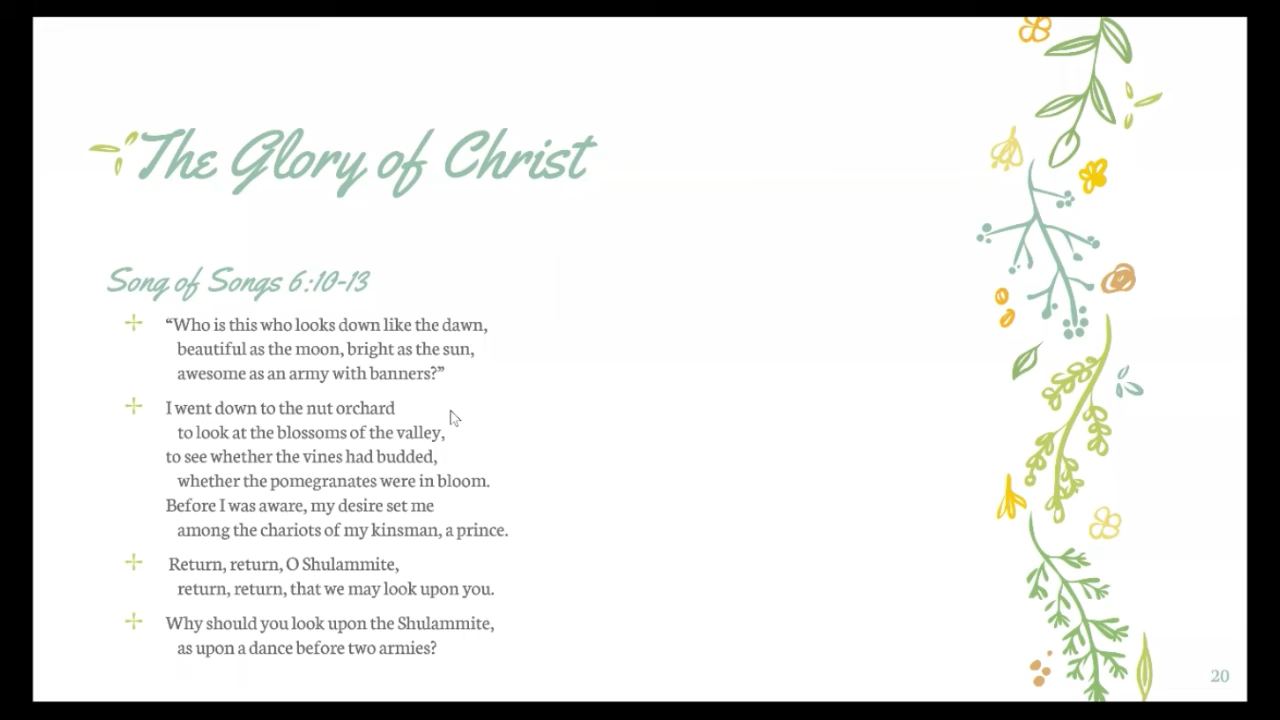 The Glory of Christ
Song of Songs 6:10-13
“Who is this who looks down like the dawn,
beautiful as the moon, bright as the sun,
awesome as an army with banners?”
I went down to the nut orchard
to look at the blossoms of the valley,
to see whether the vines had budded,
whether the pomegranates were in bloom.
Before I was aware, my desire set me
among the chariots of my kinsman, a prince.
Return, return, O Shulammite,
return, return, that we may look upon you.
Why should you look upon the Shulammite,
as upon a dance before two armies?
20